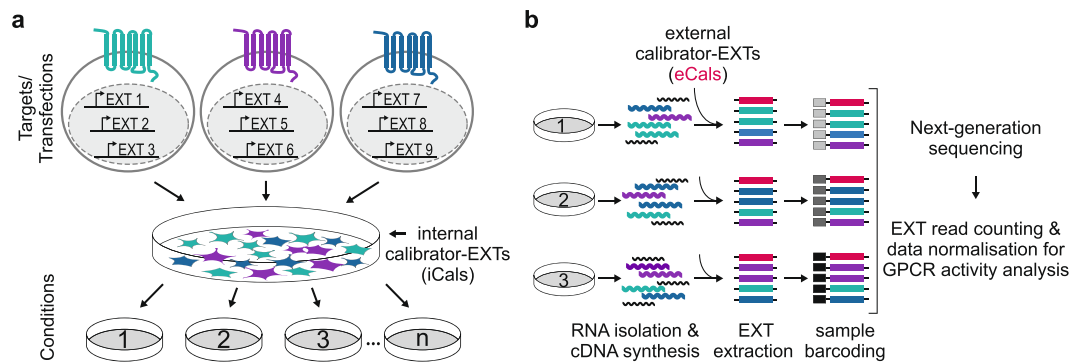 a
Targets/
Transfections
EXT 1
EXT 2
EXT 3
EXT 4
EXT 5
EXT 6
EXT 7
EXT 8
EXT 9
internal
calibrator-EXTs
(iCals)
Conditions
1
2
3
...
n
b
external
calibrator-EXTs
(eCals)
1
2
3
RNA isolation &
cDNA synthesis
EXT
extraction
sample
barcoding
Next-generation
sequencing
EXT read counting &
data normalisation for
GPCR activity analysis